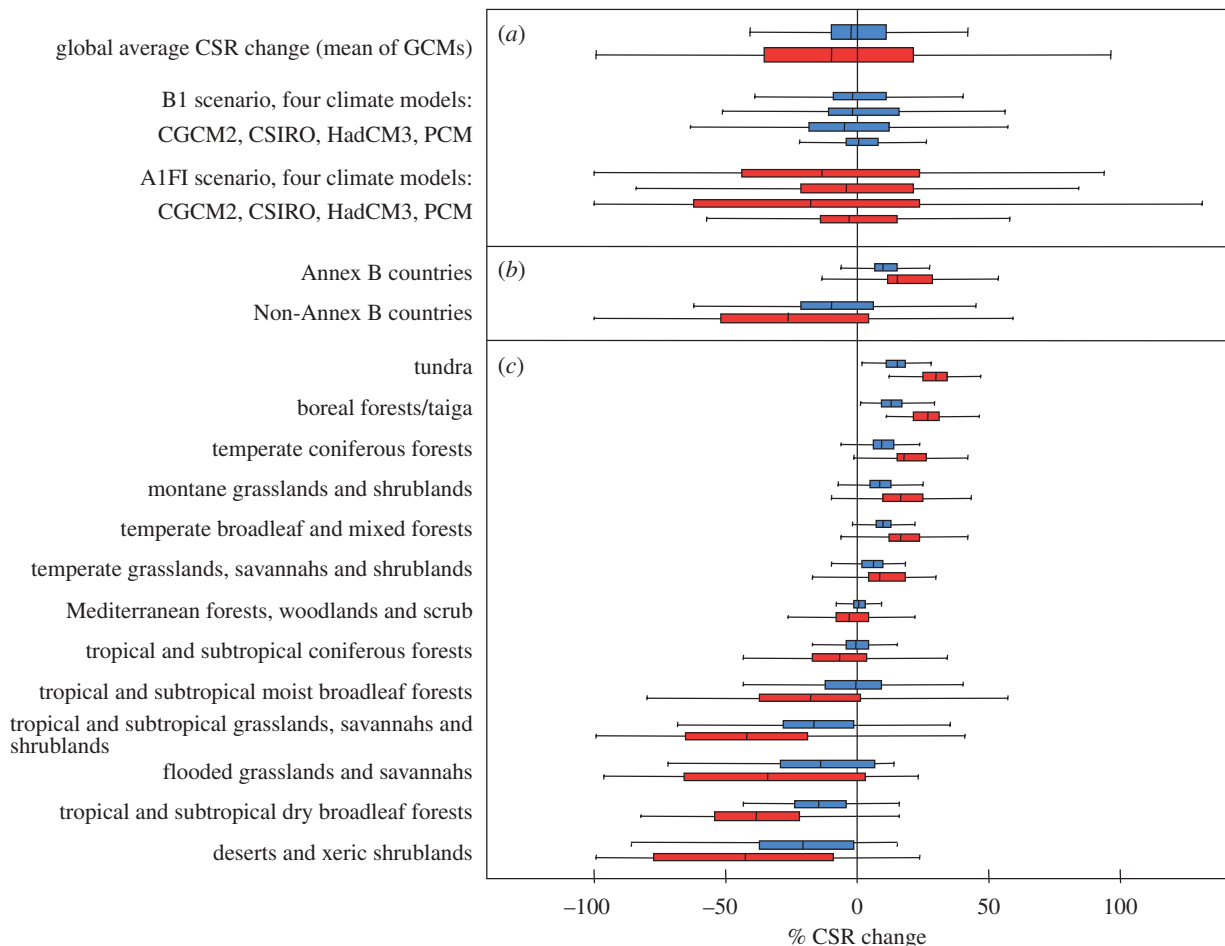 (a)
global average CSR change (mean of GCMs)
B1 scenario, four climate models:
CGCM2, CSIRO, HadCM3, PCM
A1FI scenario, four climate models:
CGCM2, CSIRO, HadCM3, PCM
(b)
Annex B countries
Non-Annex B countries
(c)
tundra
boreal forests/taiga
temperate coniferous forests
montane grasslands and shrublands
temperate broadleaf and mixed forests
temperate grasslands, savannahs and shrublands
Mediterranean forests, woodlands and scrub
tropical and subtropical coniferous forests
tropical and subtropical moist broadleaf forests
tropical and subtropical grasslands, savannahs and
shrublands
flooded grasslands and savannahs
tropical and subtropical dry broadleaf forests
deserts and xeric shrublands
–100 –50 0 50 100
% CSR change